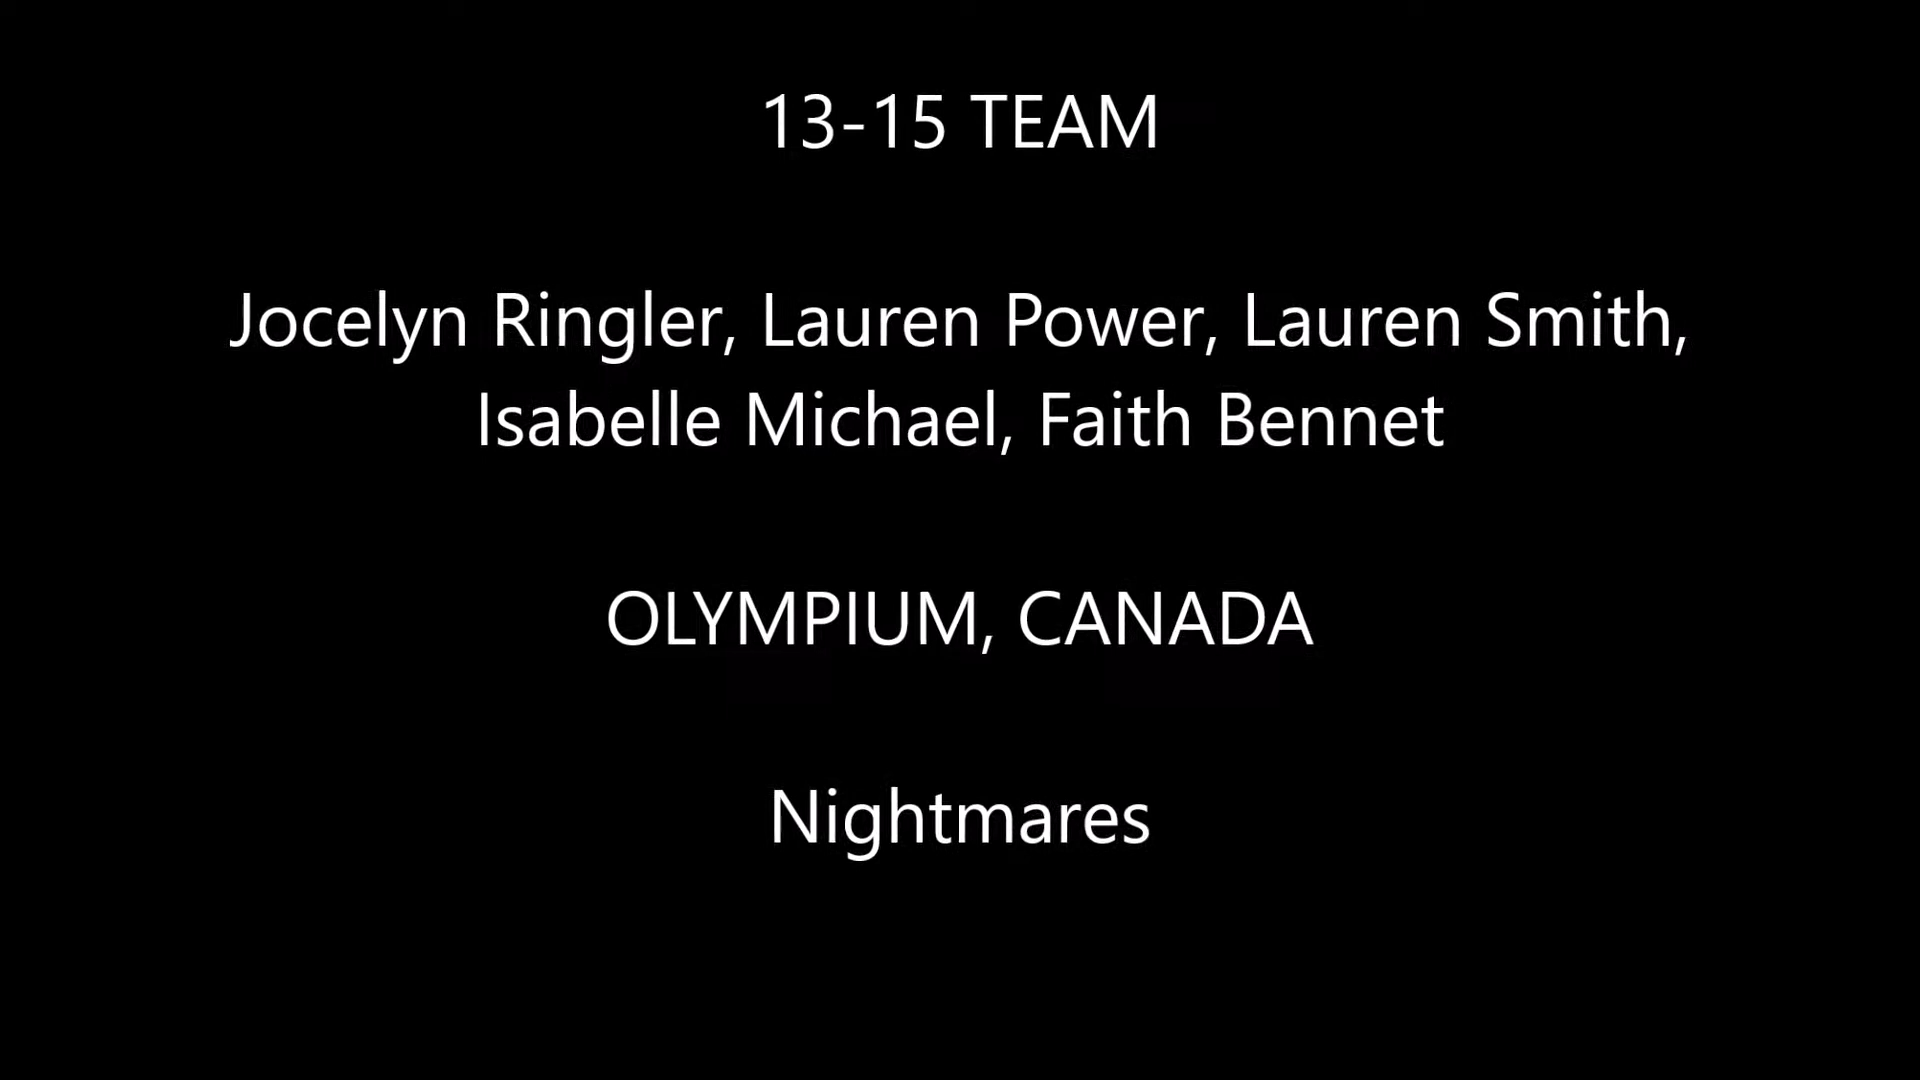 13-15 TEAM
Jocelyn Ringler, Lauren Power, Lauren Smith,
Isabelle Michael, Faith Bennet
OLYMPIUM, CANADA
Nightmares